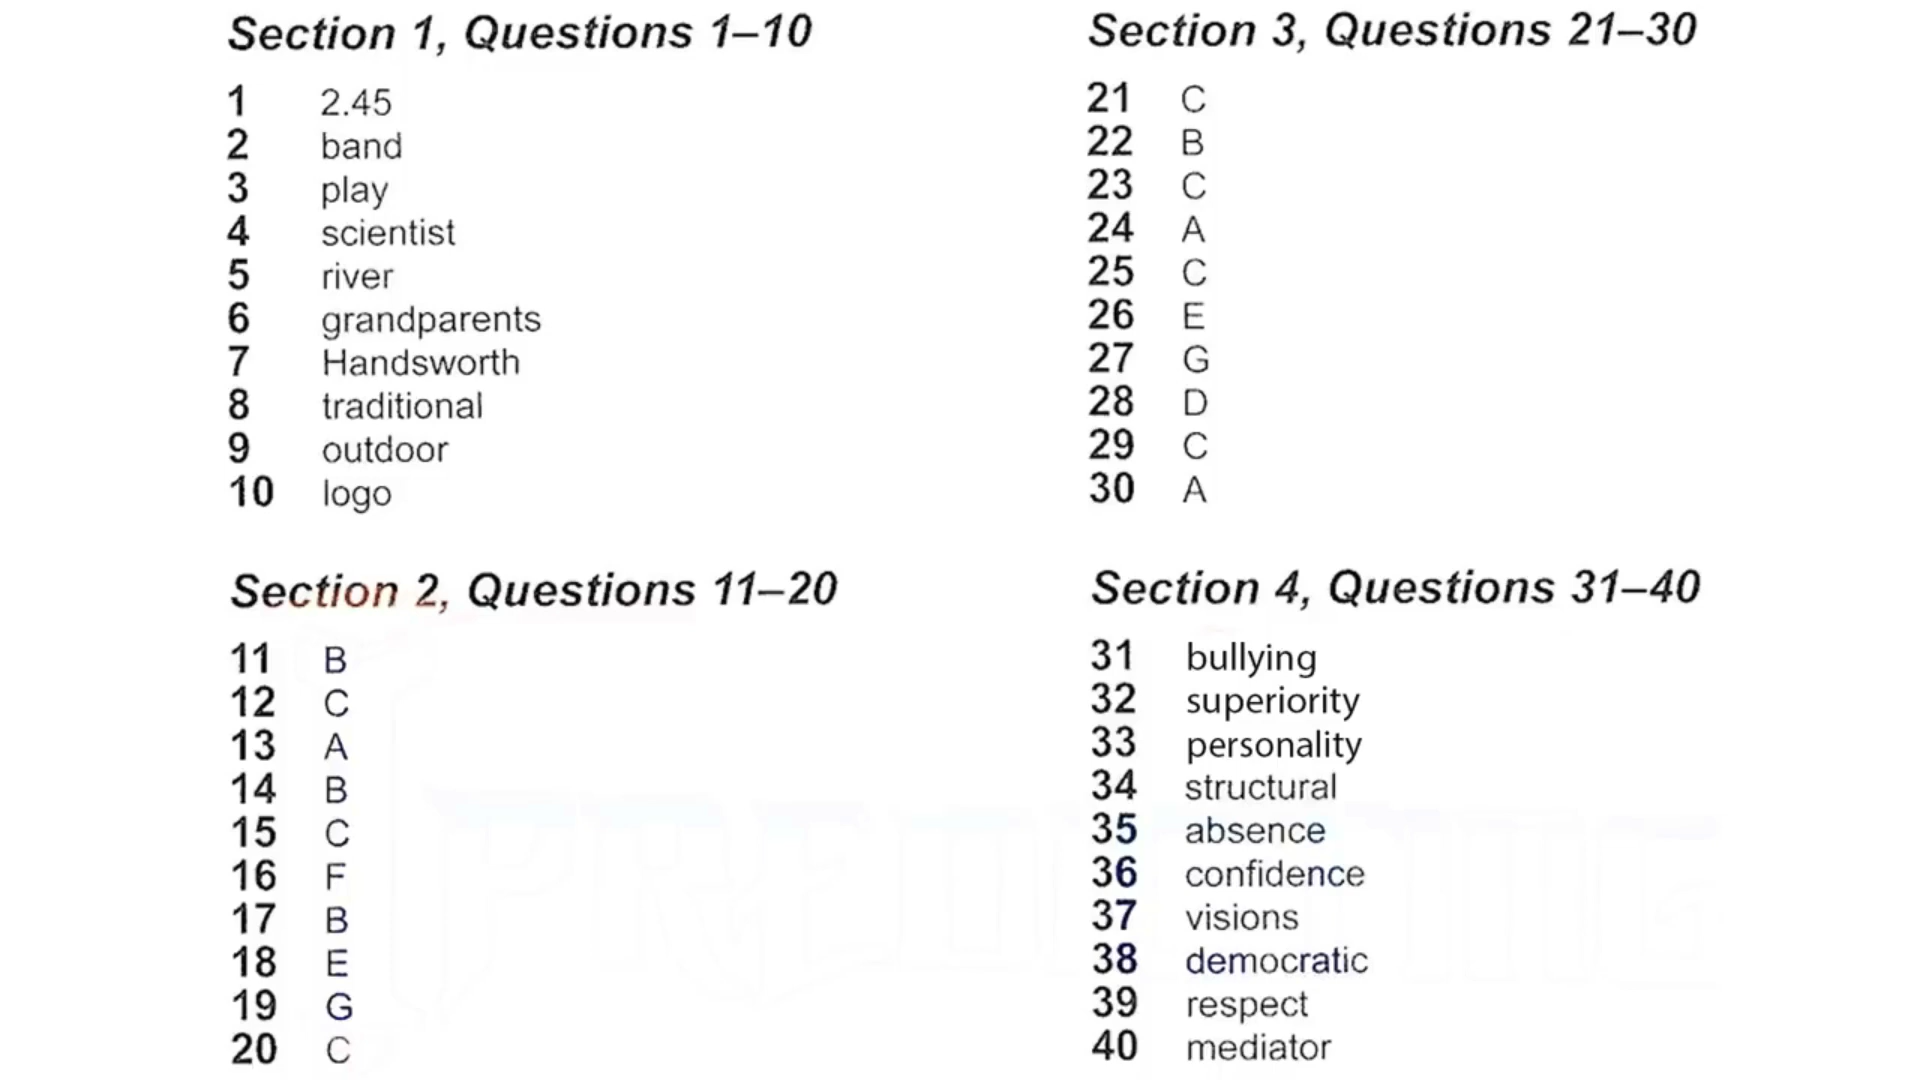 Section 1, Questions 1–10
1 2.45
2 band
3 play
4 scientist
5 river
6 grandparents
7 Handsworth
8 traditional
9 outdoor
10 logo
Section 2, Questions 11–20
11 B
12 C
13 A
14 B
15 C
16 F
17 B
18 E
19 G
20 C
Section 3, Questions 21–30
21 C
22 B
23 C
24 A
25 C
26 E
27 G
28 D
29 C
30 A
Section 4, Questions 31–40
31 bullying
32 superiority
33 personality
34 structural
35 absence
36 confidence
37 visions
38 democratic
39 respect
40 mediator